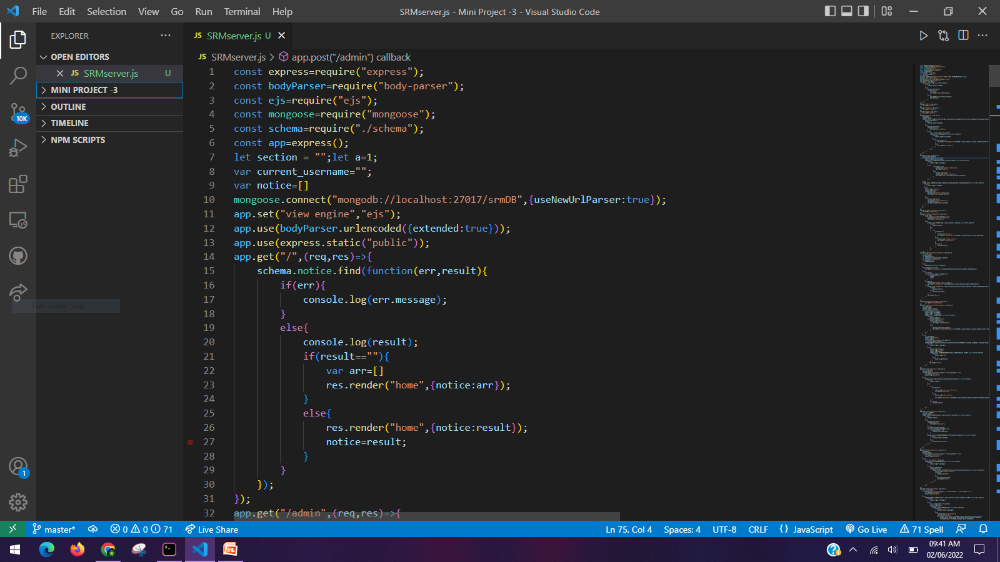 File Edit Selection View Go Run Terminal Help
SRMserver.js - Mini Project -3 - Visual Studio Code
EXPLORER
OPEN EDITORS
JS SRMserver.js U
MINI PROJECT -3
OUTLINE
TIMELINE
NPM SCRIPTS
10K
Full-screen Snip
1
JS SRMserver.js U
JS SRMserver.js > app.post("/admin") callback
1 const express=require("express");
2 const bodyParser=require("body-parser");
3 const ejs=require("ejs");
4 const mongoose=require("mongoose");
5 const schema=require("./schema");
6 const app=express();
7 let section = "";let a=1;
8 var current_username="";
9 var notice=[]
10 mongoose.connect("mongodb://localhost:27017/srmDB",{useNewUrlParser:true});
11 app.set("view engine","ejs");
12 app.use(bodyParser.urlencoded({extended:true}));
13 app.use(express.static("public"));
14 app.get("/",(req,res)=>{
15 schema.notice.find(function(err,result){
16 if(err){
17 console.log(err.message);
18 }
19 else{
20 console.log(result);
21 if(result==""){
22 var arr=[]
23 res.render("home",{notice:arr});
24 }
25 else{
26 res.render("home",{notice:result});
27 notice=result;
28 }
29 }
30 });
31 });
32 app.get("/admin",(req,res)=>{
master* 0 0 71 Live Share
Ln 75, Col 4 Spaces: 4 UTF-8 CRLF {} JavaScript Go Live 71 Spell
09:41 AM
02/06/2022